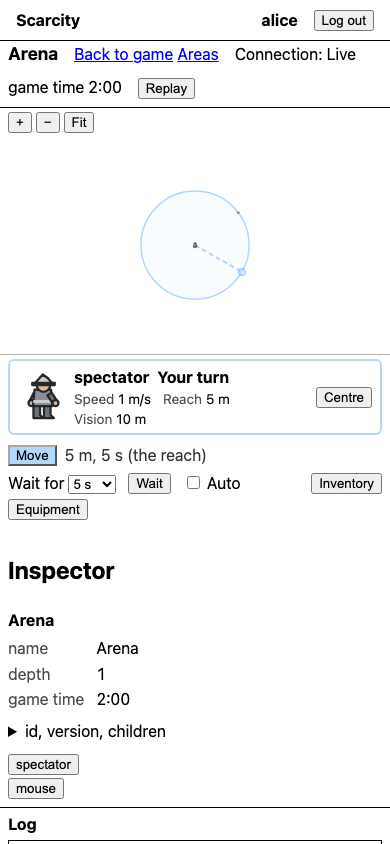 Scarcity alice Log out
Arena Back to game Areas Connection: Live
game time 2:00 Replay
+ − Fit
spectator Your turn
Speed 1 m/s Reach 5 m
Vision 10 m
Centre
Move 5 m, 5 s (the reach)
Wait for 5 s Wait Auto Inventory
Equipment
Inspector
Arena
name Arena
depth 1
game time 2:00
id, version, children
spectator
mouse
Log